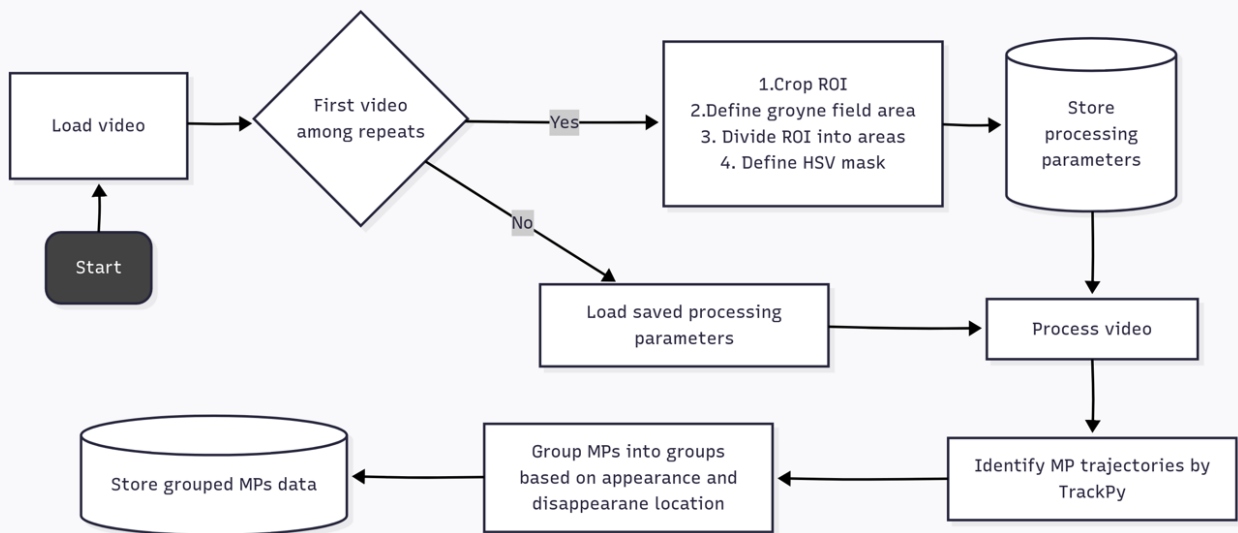 Start
Load video
First video
among repeats
Yes
No
1.Crop ROI
2.Define groyne field area
3. Divide ROI into areas
4. Define HSV mask
Store
processing
parameters
Load saved processing
parameters
Process video
Identify MP trajectories by
TrackPy
Group MPs into groups
based on appearance and
disappearane location
Store grouped MPs data